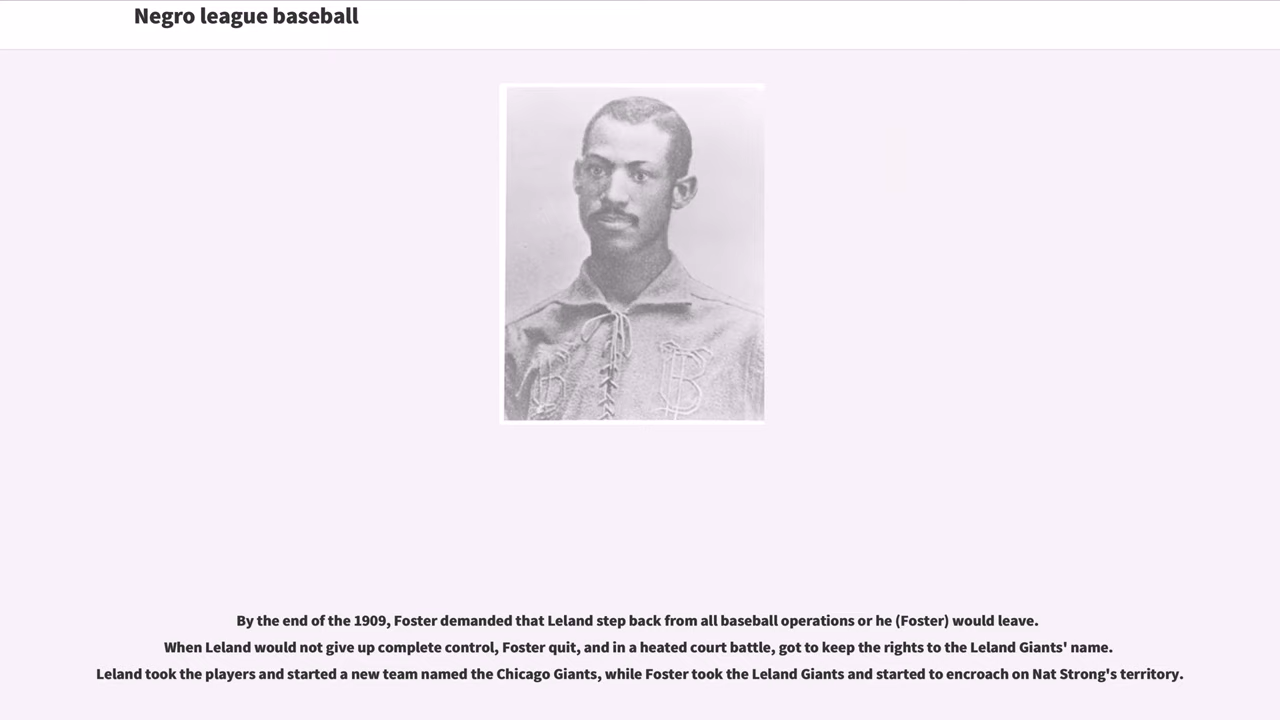 Negro league baseball
B B
By the end of the 1909, Foster demanded that Leland step back from all baseball operations or he (Foster) would leave.
When Leland would not give up complete control, Foster quit, and in a heated court battle, got to keep the rights to the Leland Giants' name.
Leland took the players and started a new team named the Chicago Giants, while Foster took the Leland Giants and started to encroach on Nat Strong's territory.